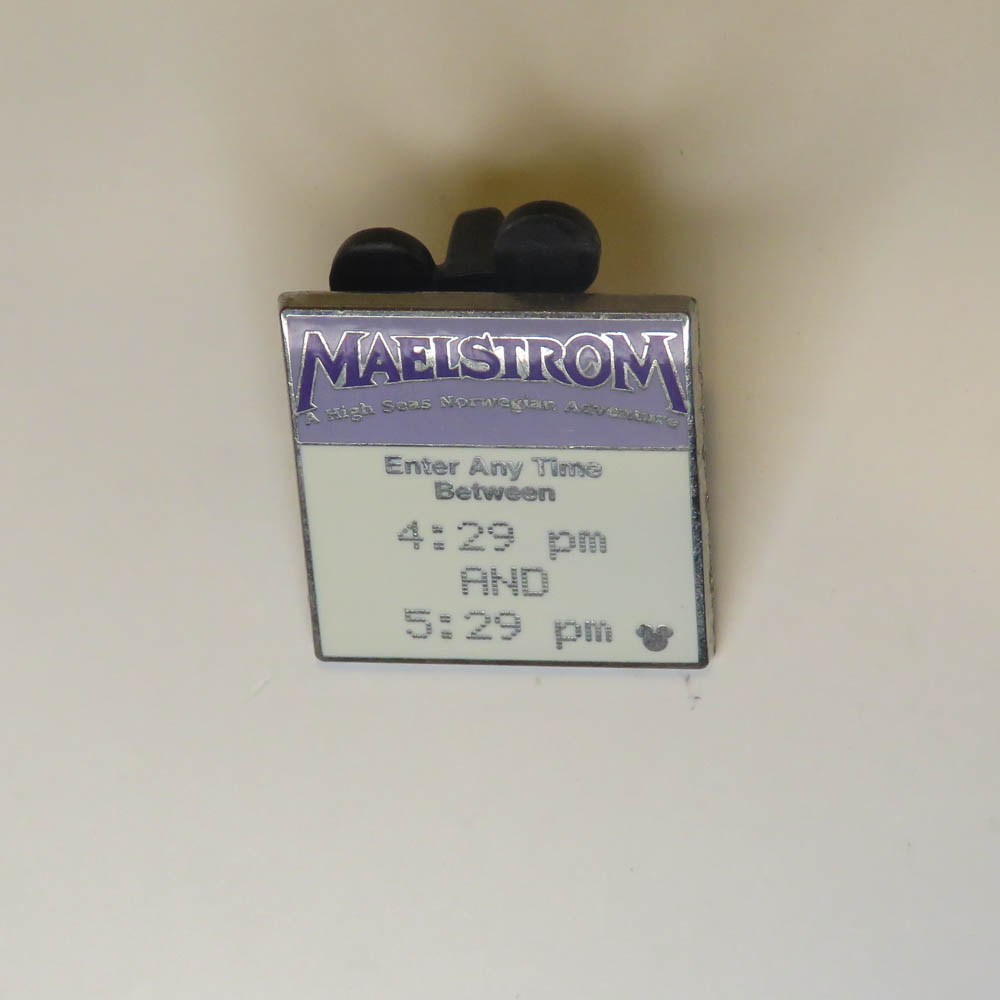 MAELSTROM
A High Seas Norwegian Adventure
Enter Any Time
Between
4:29 pm
AND
5:29 pm